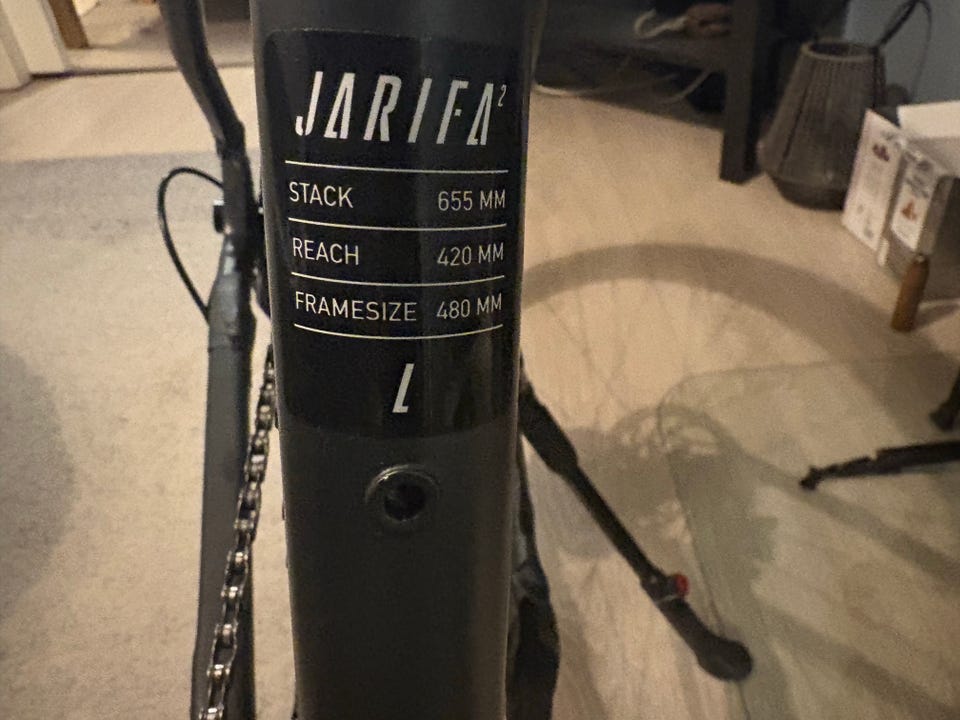 JARIFA²
STACK 655 MM
REACH 420 MM
FRAMESIZE 480 MM
L